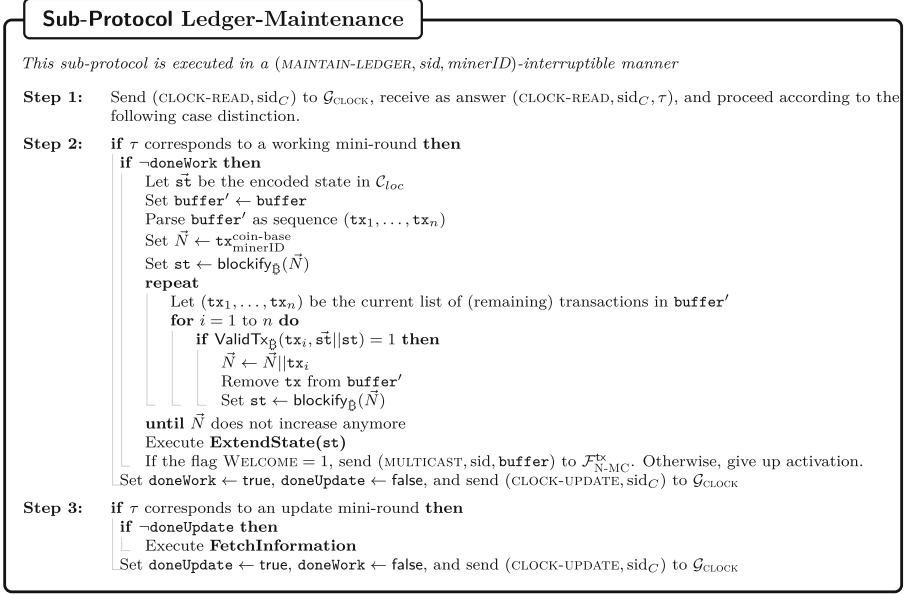 Sub-Protocol Ledger-Maintenance
This sub-protocol is executed in a (MAINTAIN-LEDGER, sid, minerID)-interruptible manner
Step 1: Send (CLOCK-READ, sid_C) to 𝒢_CLOCK, receive as answer (CLOCK-READ, sid_C, τ), and proceed according to the
following case distinction.
Step 2: if τ corresponds to a working mini-round then
if ¬doneWork then
Let s⃗t be the encoded state in 𝒞_loc
Set buffer′ ← buffer
Parse buffer′ as sequence (tx₁, . . . , txₙ)
Set N⃗ ← tx^coin-base_minerID
Set st ← blockify_B̄(N⃗)
repeat
Let (tx₁, . . . , txₙ) be the current list of (remaining) transactions in buffer′
for i = 1 to n do
if ValidTx_B̄(txᵢ, s⃗t||st) = 1 then
N⃗ ← N⃗||txᵢ
Remove tx from buffer′
Set st ← blockify_B̄(N⃗)
until N⃗ does not increase anymore
Execute ExtendState(st)
If the flag WELCOME = 1, send (MULTICAST, sid, buffer) to ℱ^tx_N-MC. Otherwise, give up activation.
Set doneWork ← true, doneUpdate ← false, and send (CLOCK-UPDATE, sid_C) to 𝒢_CLOCK
Step 3: if τ corresponds to an update mini-round then
if ¬doneUpdate then
Execute FetchInformation
Set doneUpdate ← true, doneWork ← false, and send (CLOCK-UPDATE, sid_C) to 𝒢_CLOCK